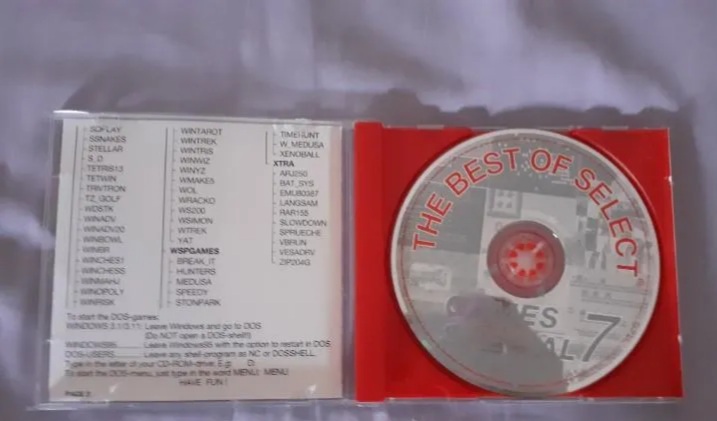 SOFLAY
SSNAKES
STELLAR
S_D
TETRIS13
TETWIN
TRIVTRON
TZ_GOLF
WDSTK
WINADV
WINADV20
WINBOWL
WINBR
WINCHES1
WINCHESS
WINMAHJ
WINOPOLY
WINRISK
WINTAROT
WINTREK
WINTRIS
WINWIZ
WINYZ
WMAKE5
WOL
WRACKO
WS200
WSIMON
WTREK
YAT
WSPGAMES
BREAK_IT
HUNTERS
MEDUSA
SPEEDY
STONPARK
TIMEHUNT
W_MEDUSA
XENOBALL
XTRA
ARJ250
BAT_SYS
EMU80387
LANGSAM
RAR155
SLOWDOWN
SPRUECHE
VBRUN
VESADRV
ZIP204G
To start the DOS-games:
WINDOWS 3.1/3.11: Leave Windows and go to DOS
(Do NOT open a DOS-shell!)
WINDOWS95: Leave Windows95 with the option to restart in DOS.
DOS-USERS: Leave any shell-program as NC or DOSSHELL.
Type in the letter of your CD-ROM-drive: E.g: D:
To start the DOS-menu, just type in the word MENU: MENU
HAVE FUN !
PAGE 2
THE BEST OF SELECT
7